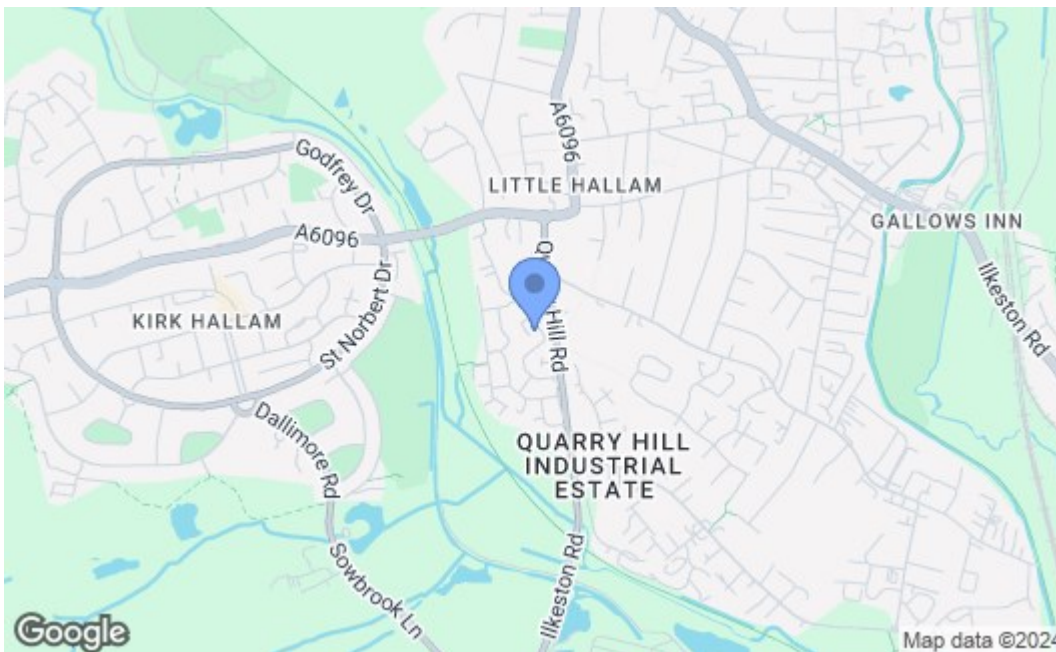 Godfrey Dr
A6096
LITTLE HALLAM
GALLOWS INN
A6096
Ilkeston Rd
KIRK HALLAM
St Norbert Dr
Hill Rd
Dallimore Rd
QUARRY HILL
INDUSTRIAL
ESTATE
Sowbrook Ln
Ilkeston Rd
Google
Map data ©2024